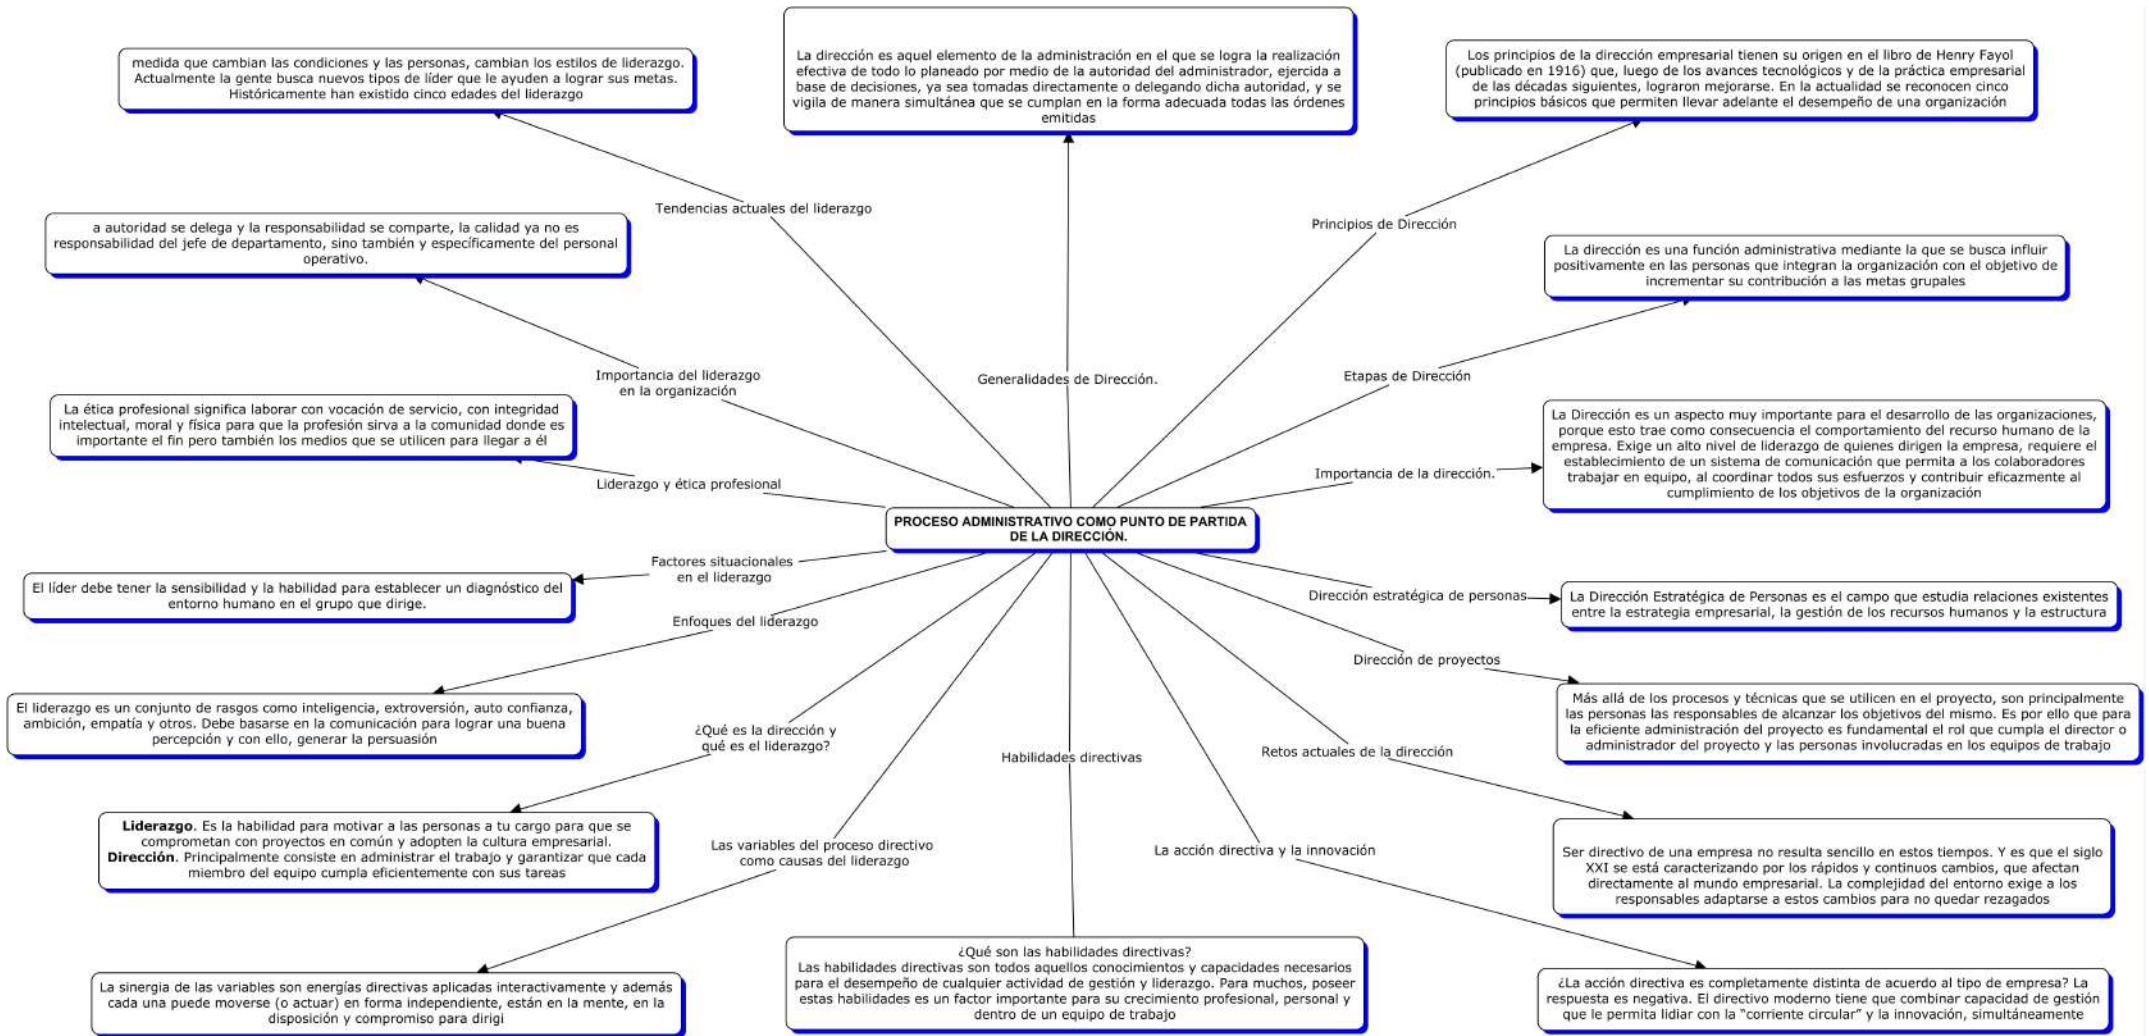 La dirección es aquel elemento de la administración en el que se logra la realización
efectiva de todo lo planeado por medio de la autoridad del administrador, ejercida a
base de decisiones, ya sea tomadas directamente o delegando dicha autoridad, y se
vigila de manera simultánea que se cumplan en la forma adecuada todas las órdenes
emitidas
medida que cambian las condiciones y las personas, cambian los estilos de liderazgo.
Actualmente la gente busca nuevos tipos de líder que le ayuden a lograr sus metas.
Históricamente han existido cinco edades del liderazgo
Los principios de la dirección empresarial tienen su origen en el libro de Henry Fayol
(publicado en 1916) que, luego de los avances tecnológicos y de la práctica empresarial
de las décadas siguientes, lograron mejorarse. En la actualidad se reconocen cinco
principios básicos que permiten llevar adelante el desempeño de una organización
Tendencias actuales del liderazgo
Principios de Dirección
a autoridad se delega y la responsabilidad se comparte, la calidad ya no es
responsabilidad del jefe de departamento, sino también y específicamente del personal
operativo.
La dirección es una función administrativa mediante la que se busca influir
positivamente en las personas que integran la organización con el objetivo de
incrementar su contribución a las metas grupales
Importancia del liderazgo
en la organización
Generalidades de Dirección.
Etapas de Dirección
La ética profesional significa laborar con vocación de servicio, con integridad
intelectual, moral y física para que la profesión sirva a la comunidad donde es
importante el fin pero también los medios que se utilicen para llegar a él
La Dirección es un aspecto muy importante para el desarrollo de las organizaciones,
porque esto trae como consecuencia el comportamiento del recurso humano de la
empresa. Exige un alto nivel de liderazgo de quienes dirigen la empresa, requiere el
establecimiento de un sistema de comunicación que permita a los colaboradores
trabajar en equipo, al coordinar todos sus esfuerzos y contribuir eficazmente al
cumplimiento de los objetivos de la organización
Liderazgo y ética profesional
Importancia de la dirección.
PROCESO ADMINISTRATIVO COMO PUNTO DE PARTIDA
DE LA DIRECCIÓN.
Factores situacionales
en el liderazgo
El líder debe tener la sensibilidad y la habilidad para establecer un diagnóstico del
entorno humano en el grupo que dirige.
Dirección estratégica de personas
La Dirección Estratégica de Personas es el campo que estudia relaciones existentes
entre la estrategia empresarial, la gestión de los recursos humanos y la estructura
Enfoques del liderazgo
Dirección de proyectos
El liderazgo es un conjunto de rasgos como inteligencia, extroversión, auto confianza,
ambición, empatía y otros. Debe basarse en la comunicación para lograr una buena
percepción y con ello, generar la persuasión
Más allá de los procesos y técnicas que se utilicen en el proyecto, son principalmente
las personas las responsables de alcanzar los objetivos del mismo. Es por ello que para
la eficiente administración del proyecto es fundamental el rol que cumpla el director o
administrador del proyecto y las personas involucradas en los equipos de trabajo
¿Qué es la dirección y
qué es el liderazgo?
Habilidades directivas
Retos actuales de la dirección
Liderazgo. Es la habilidad para motivar a las personas a tu cargo para que se
comprometan con proyectos en común y adopten la cultura empresarial.
Dirección. Principalmente consiste en administrar el trabajo y garantizar que cada
miembro del equipo cumpla eficientemente con sus tareas
Las variables del proceso directivo
como causas del liderazgo
La acción directiva y la innovación
Ser directivo de una empresa no resulta sencillo en estos tiempos. Y es que el siglo
XXI se está caracterizando por los rápidos y continuos cambios, que afectan
directamente al mundo empresarial. La complejidad del entorno exige a los
responsables adaptarse a estos cambios para no quedar rezagados
La sinergia de las variables son energías directivas aplicadas interactivamente y además
cada una puede moverse (o actuar) en forma independiente, están en la mente, en la
disposición y compromiso para dirigi
¿Qué son las habilidades directivas?
Las habilidades directivas son todos aquellos conocimientos y capacidades necesarios
para el desempeño de cualquier actividad de gestión y liderazgo. Para muchos, poseer
estas habilidades es un factor importante para su crecimiento profesional, personal y
dentro de un equipo de trabajo
¿La acción directiva es completamente distinta de acuerdo al tipo de empresa? La
respuesta es negativa. El directivo moderno tiene que combinar capacidad de gestión
que le permita lidiar con la "corriente circular" y la innovación, simultáneamente